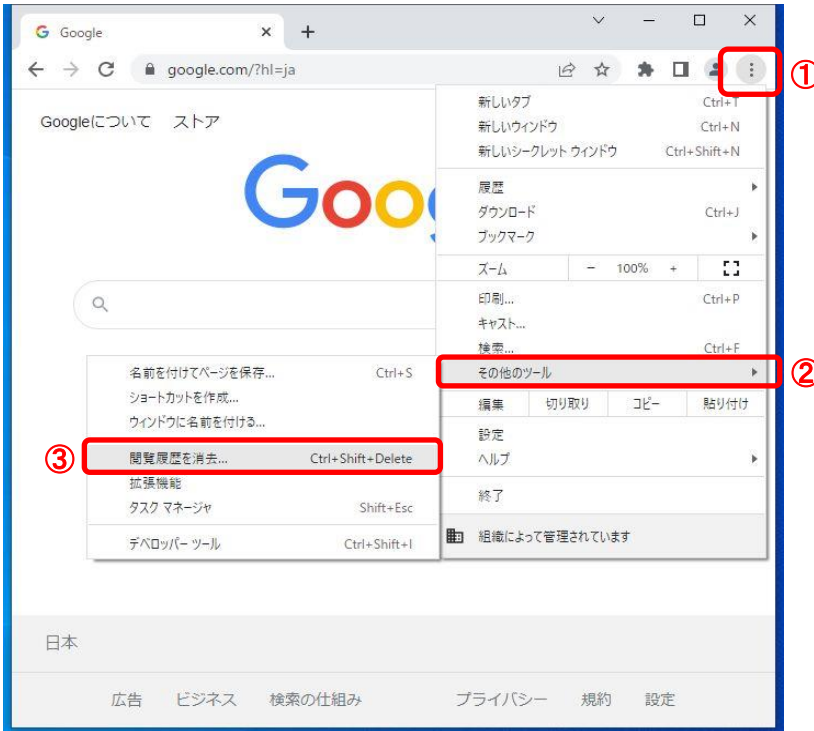 Google
google.com/?hl=ja
①
Googleについて ストア
新しいタブ Ctrl+T
新しいウィンドウ Ctrl+N
新しいシークレット ウィンドウ Ctrl+Shift+N
履歴
ダウンロード Ctrl+J
ブックマーク
ズーム − 100% +
印刷... Ctrl+P
キャスト...
検索... Ctrl+F
その他のツール
②
編集 切り取り コピー 貼り付け
設定
ヘルプ
終了
組織によって管理されています
名前を付けてページを保存... Ctrl+S
ショートカットを作成...
ウィンドウに名前を付ける...
③ 閲覧履歴を消去... Ctrl+Shift+Delete
拡張機能
タスク マネージャ Shift+Esc
デベロッパー ツール Ctrl+Shift+I
日本
広告 ビジネス 検索の仕組み プライバシー 規約 設定